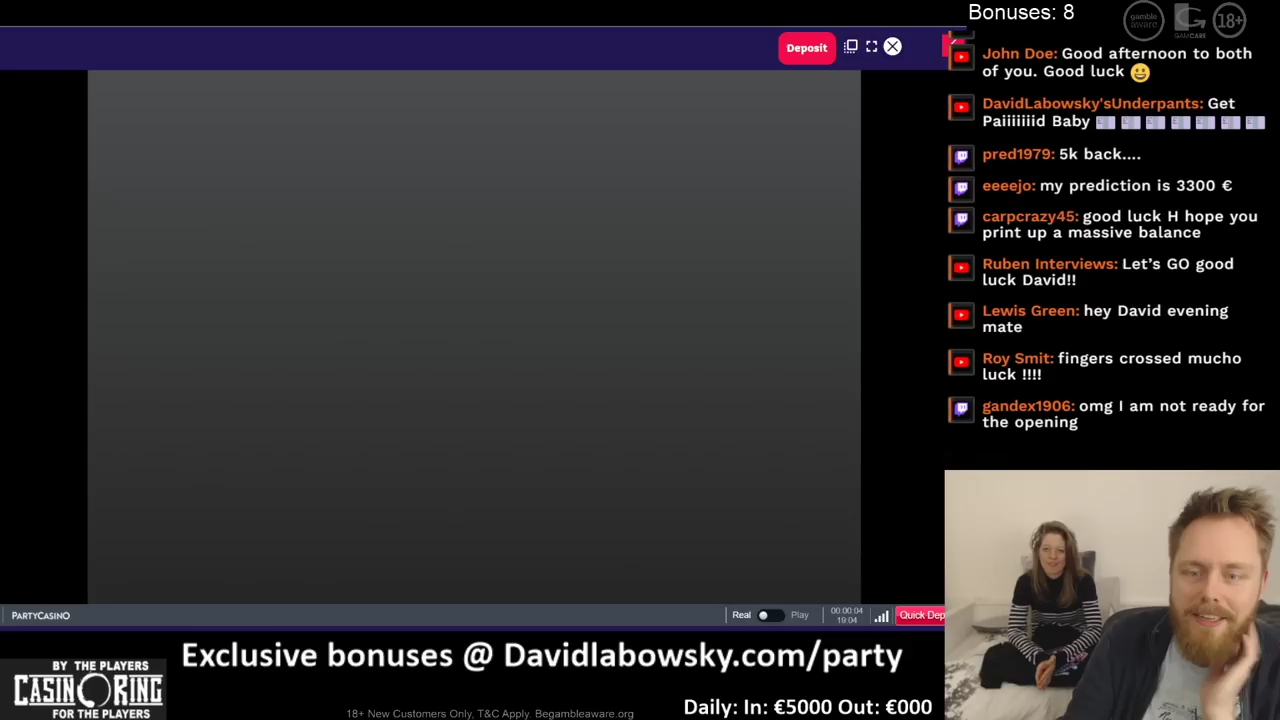 Bonuses: 8
gamble
aware
GAMCARE
18+
Deposit
John Doe: Good afternoon to both
of you. Good luck 😀
DavidLabowsky'sUnderpants: Get
Paiiiiiid Baby
pred1979: 5k back....
eeeejo: my prediction is 3300 €
carpcrazy45: good luck H hope you
print up a massive balance
Ruben Interviews: Let's GO good
luck David!!
Lewis Green: hey David evening
mate
Roy Smit: fingers crossed mucho
luck !!!!
gandex1906: omg I am not ready for
the opening
PARTYCASINO
Real
Play
00:00:04
19:04
Quick Dep
BY THE PLAYERS
CASINORING
FOR THE PLAYERS
Exclusive bonuses @ Davidlabowsky.com/party
18+ New Customers Only, T&C Apply. Begambleaware.org
Daily: In: €5000 Out: €000